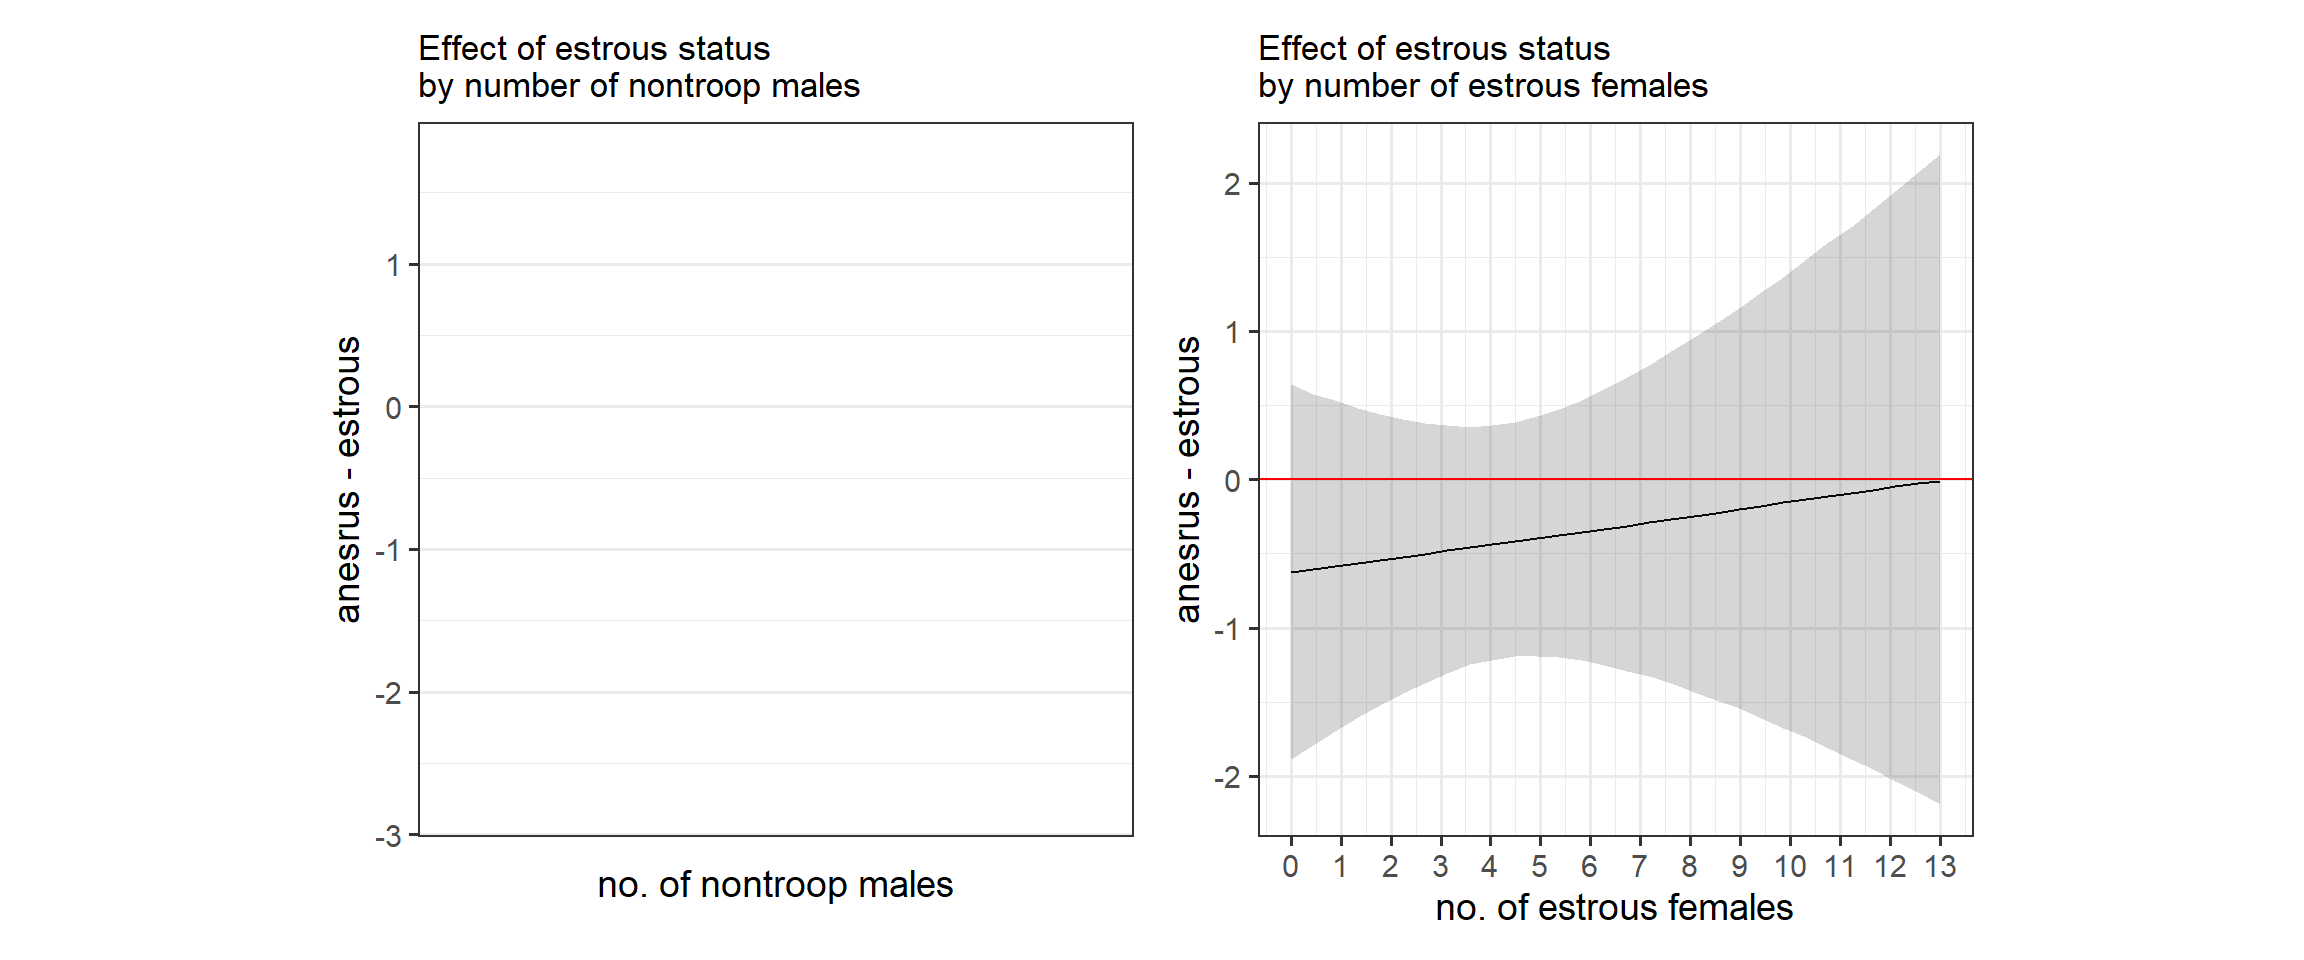 Effect of estrous status
by number of nontroop males
anesrus - estrous
1
0
-1
-2
-3
no. of nontroop males
Effect of estrous status
by number of estrous females
anesrus - estrous
2
1
0
-1
-2
0 1 2 3 4 5 6 7 8 9 10 11 12 13
no. of estrous females